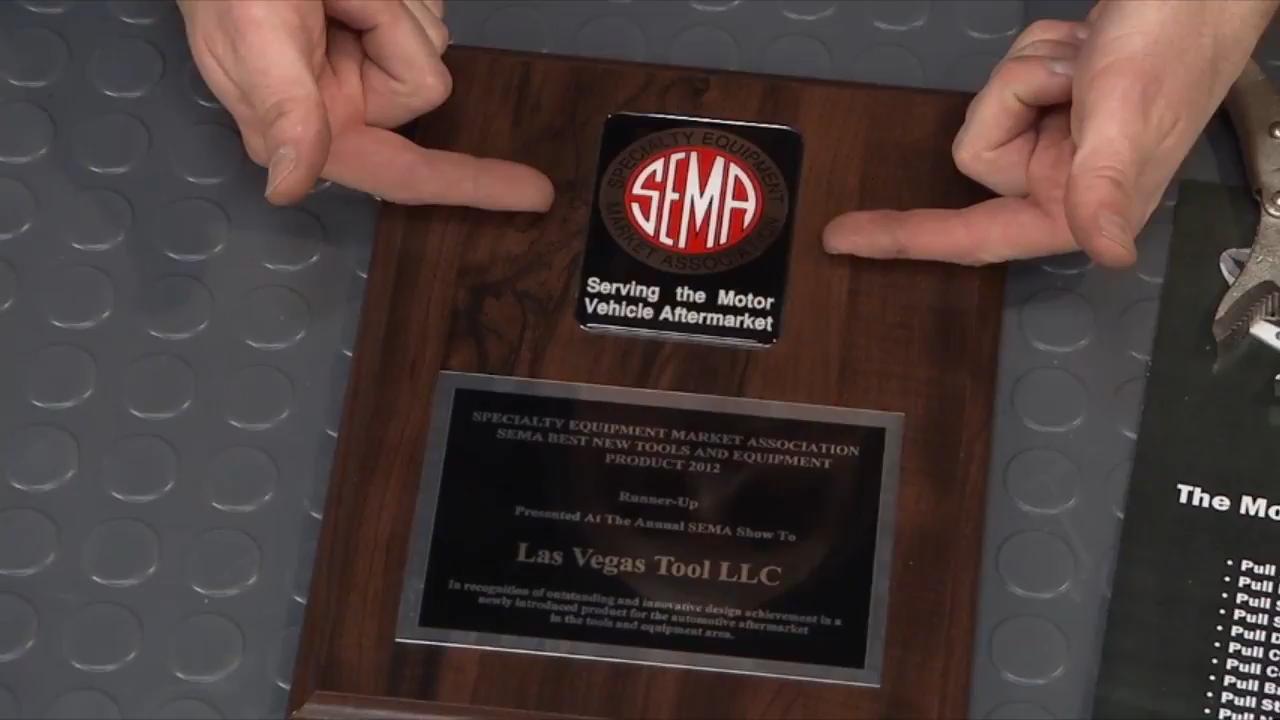 SPECIALTY EQUIPMENT
SEMA
MARKET ASSOCIATION
Serving the Motor
Vehicle Aftermarket
SPECIALTY EQUIPMENT MARKET ASSOCIATION
SEMA BEST NEW TOOLS AND EQUIPMENT
PRODUCT 2012
Runner-Up
Presented At The Annual SEMA Show To
Las Vegas Tool LLC
In recognition of outstanding and innovative design achievement in a
newly introduced product for the automotive aftermarket
in the tools and equipment area.
The Mo
• Pull
• Pull
• Pull
• Pull S
• Pull D
• Pull C
• Pull Ca
• Pull Ba
• Pull St